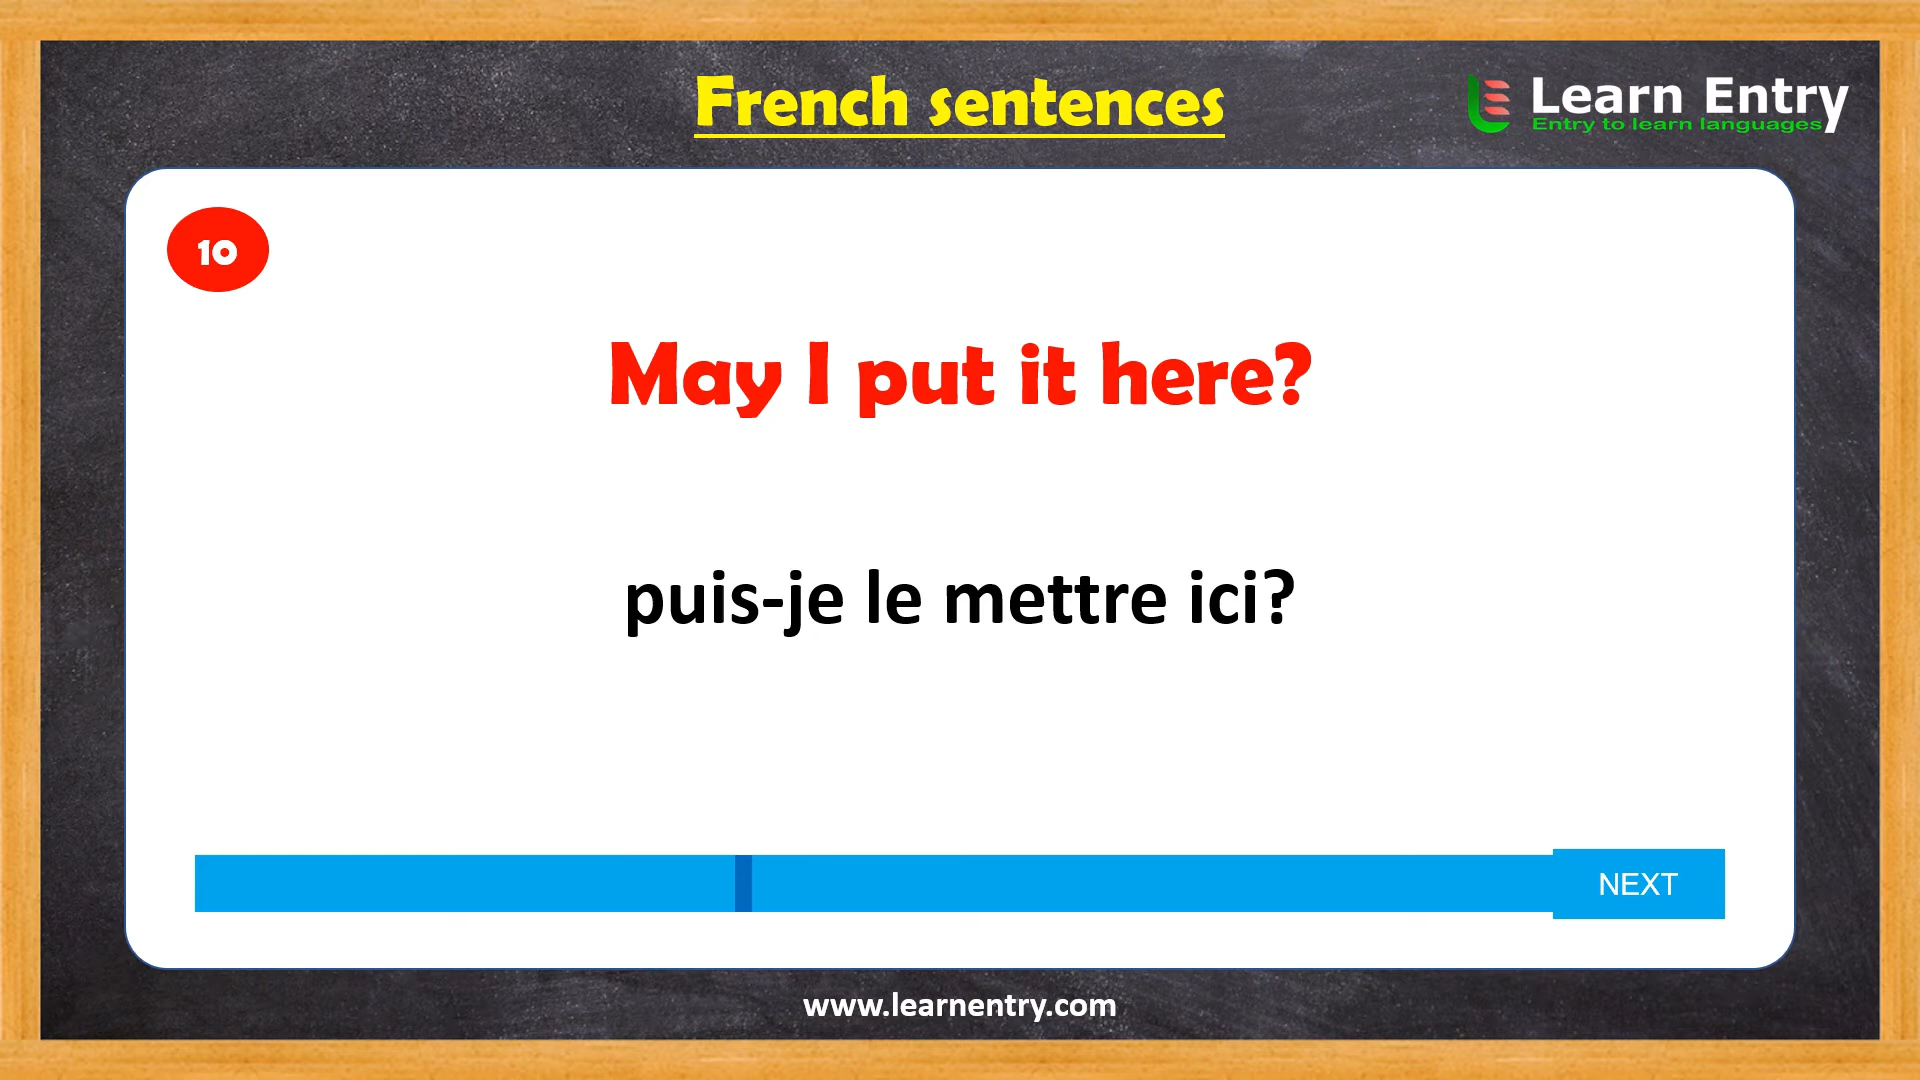 French sentences
Learn Entry
Entry to learn languages
10
May I put it here?
puis-je le mettre ici?
NEXT
www.learnentry.com